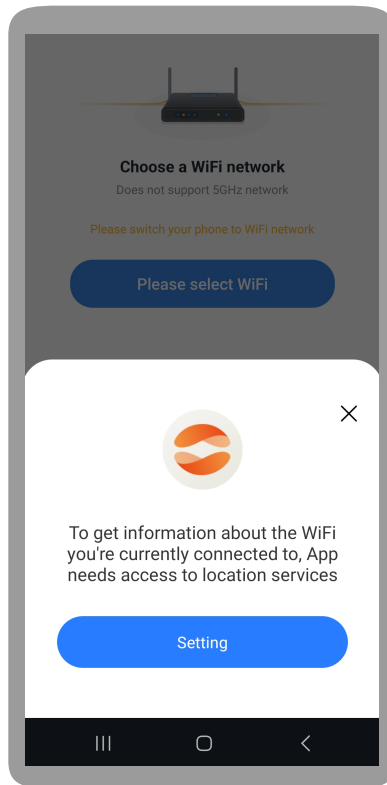 Choose a WiFi network
Does not support 5GHz network
Please switch your phone to WiFi network
Please select WiFi
To get information about the WiFi
you're currently connected to, App
needs access to location services
Setting